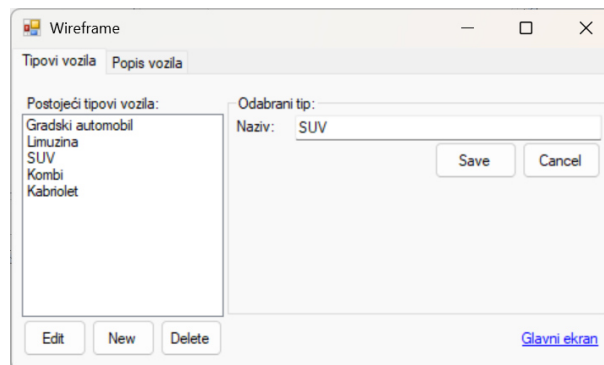 Wireframe
Tipovi vozila Popis vozila
Postojeći tipovi vozila:
Gradski automobil
Limuzina
SUV
Kombi
Kabriolet
Odabrani tip:
Naziv: SUV
Save Cancel
Edit New Delete
Glavni ekran